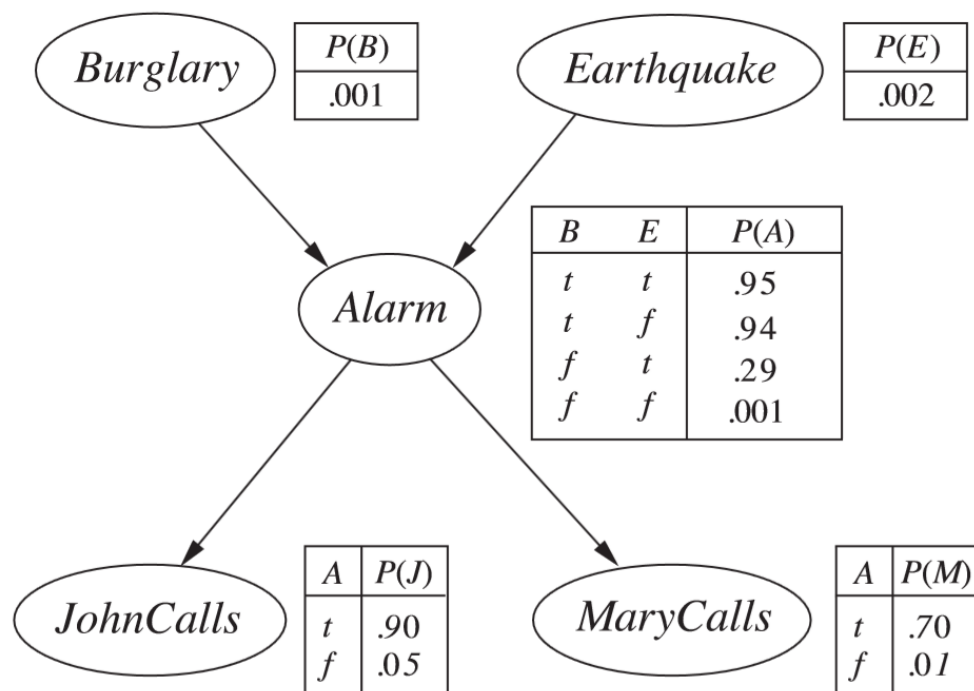 Burglary
P(B)
.001
Earthquake
P(E)
.002
B E P(A)
t t .95
t f .94
f t .29
f f .001
Alarm
JohnCalls
A P(J)
t .90
f .05
MaryCalls
A P(M)
t .70
f .01